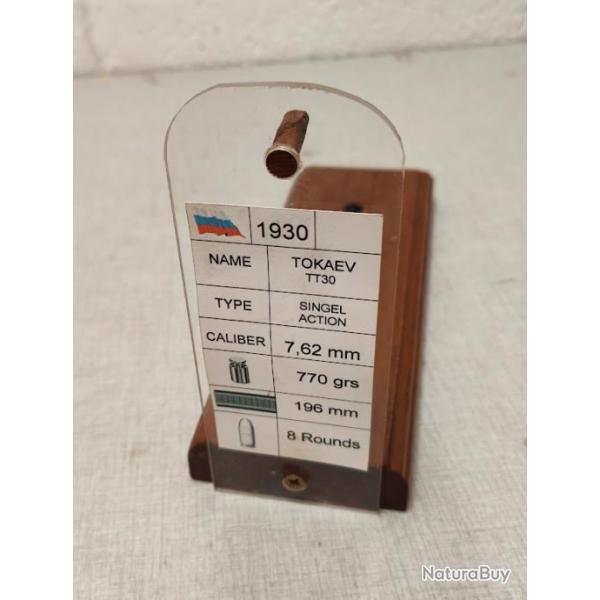 1930
NAME TOKAEV
TT30
TYPE SINGEL
ACTION
CALIBER 7,62 mm
770 grs
196 mm
8 Rounds
NaturaBuy